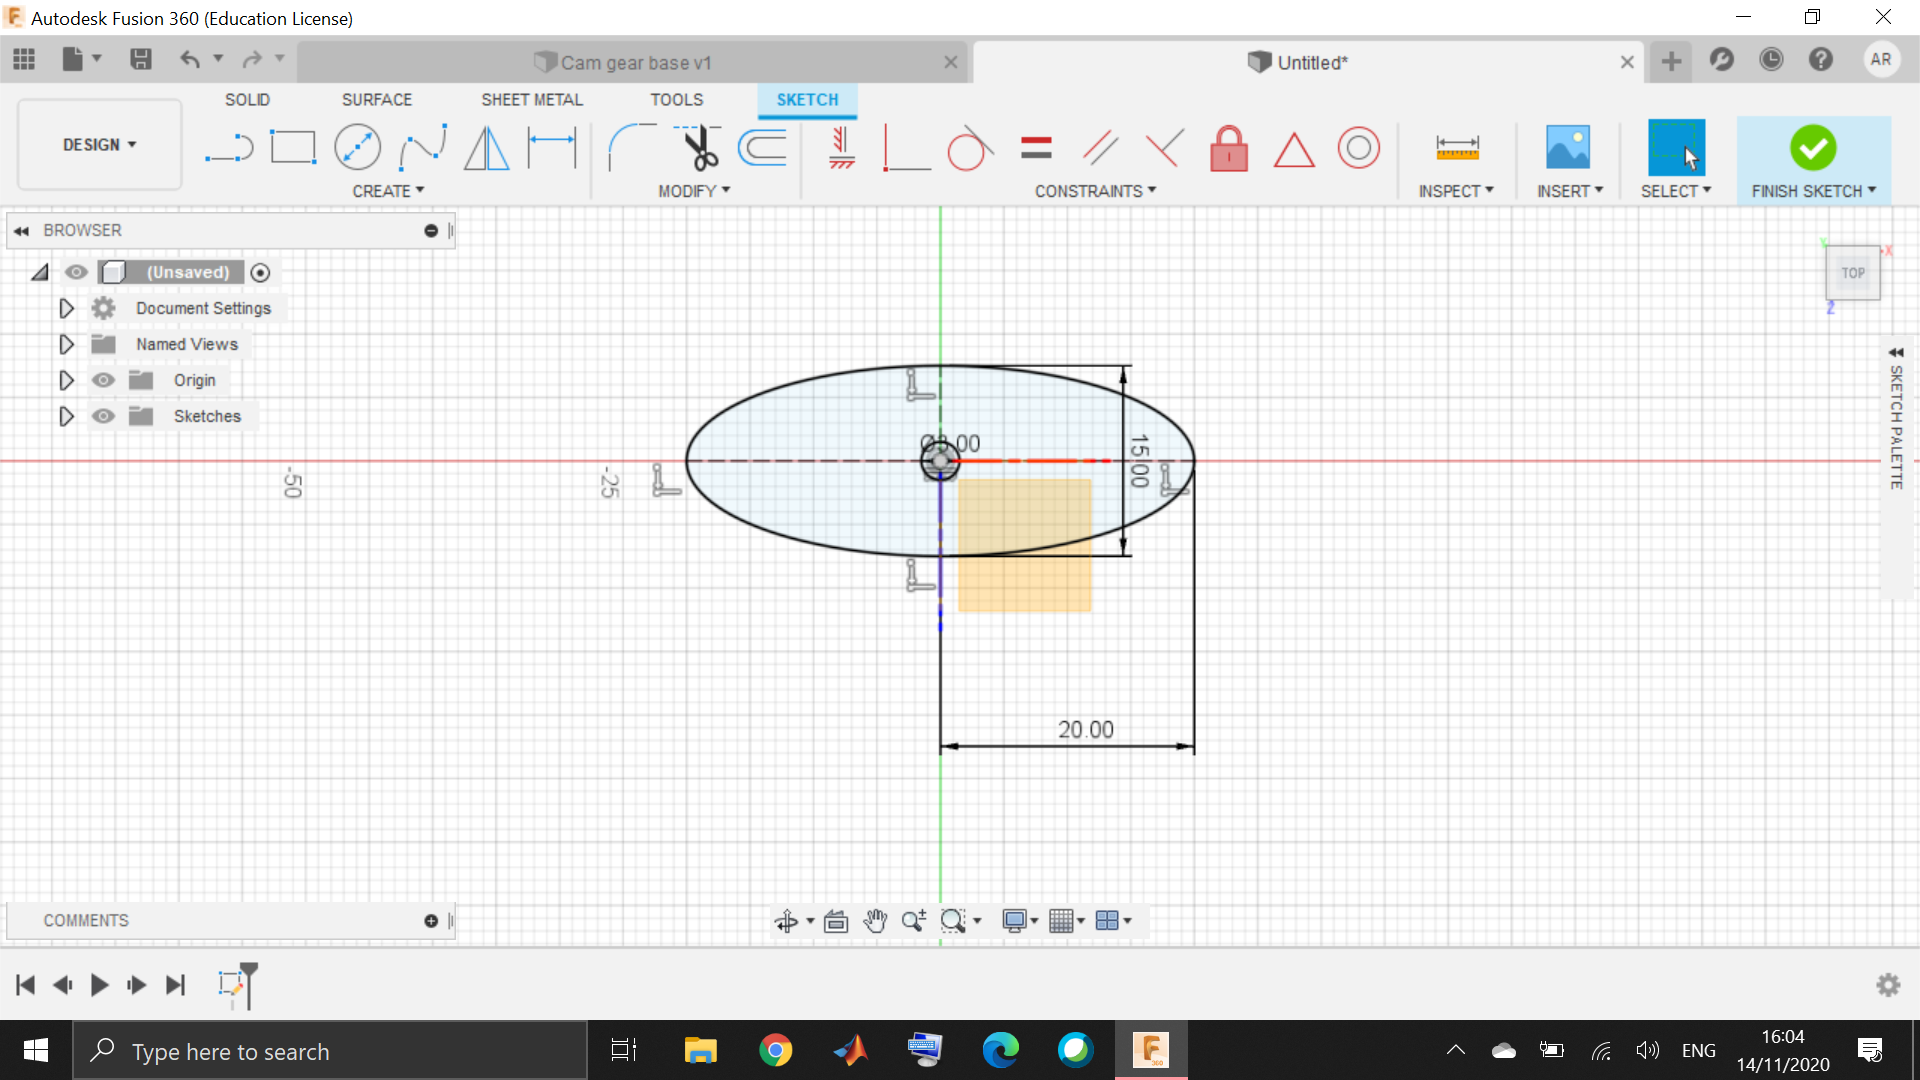 Autodesk Fusion 360 (Education License)
Cam gear base v1
Untitled*
AR
SOLID
SURFACE
SHEET METAL
TOOLS
SKETCH
DESIGN
CREATE
MODIFY
CONSTRAINTS
INSPECT
INSERT
SELECT
FINISH SKETCH
BROWSER
(Unsaved)
Document Settings
Named Views
Origin
Sketches
Y
X
TOP
Z
SKETCH PALETTE
-50
-25
Ø3.00
15.00
20.00
COMMENTS
Type here to search
ENG
16:04
14/11/2020